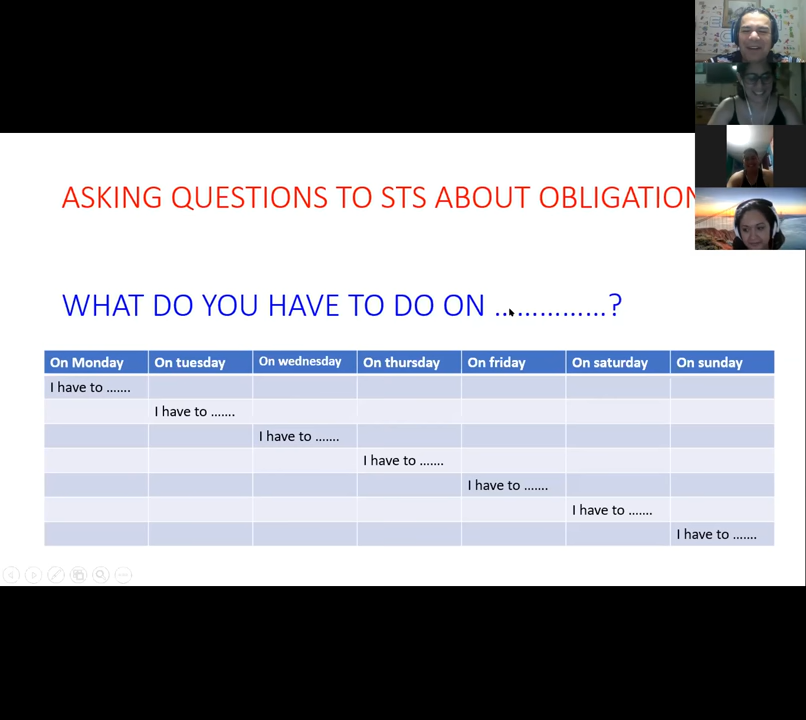 ASKING QUESTIONS TO STS ABOUT OBLIGATION
WHAT DO YOU HAVE TO DO ON ……………?
On Monday On tuesday On wednesday On thursday On friday On saturday On sunday
I have to .......
I have to .......
I have to .......
I have to .......
I have to .......
I have to .......
I have to .......